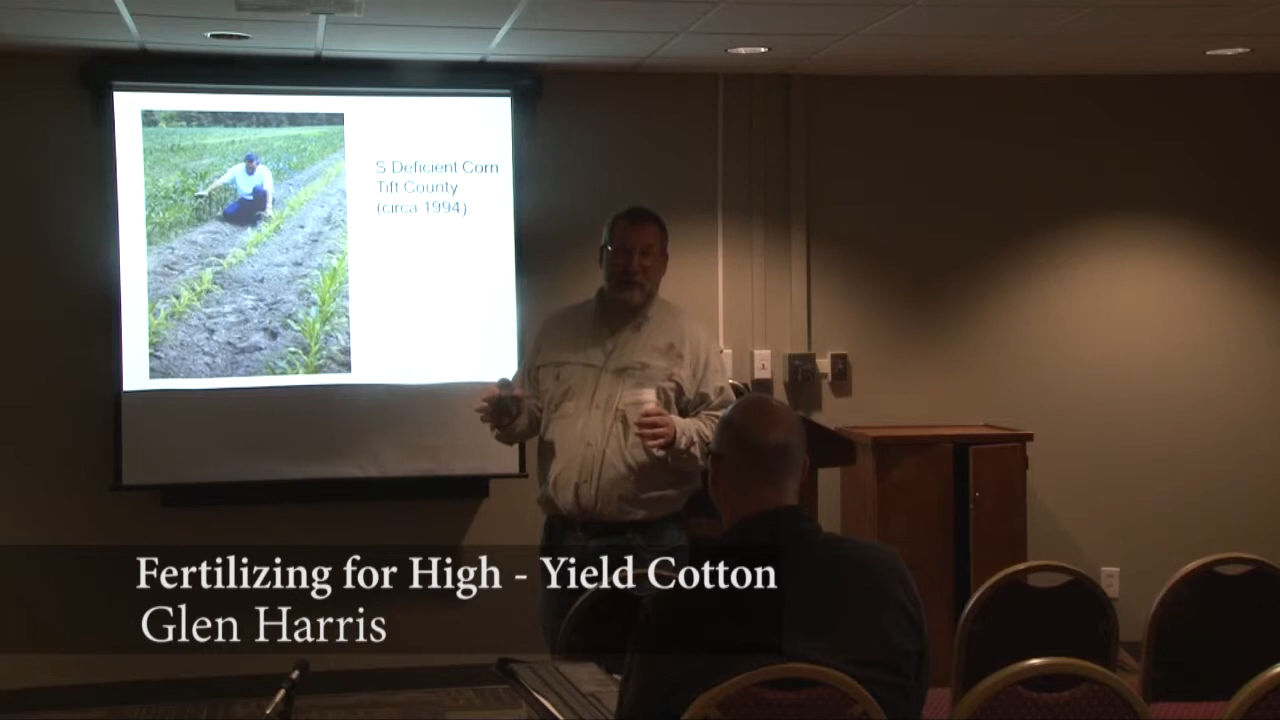 S Deficient Corn
Tift County
(circa 1994)
Fertilizing for High - Yield Cotton
Glen Harris